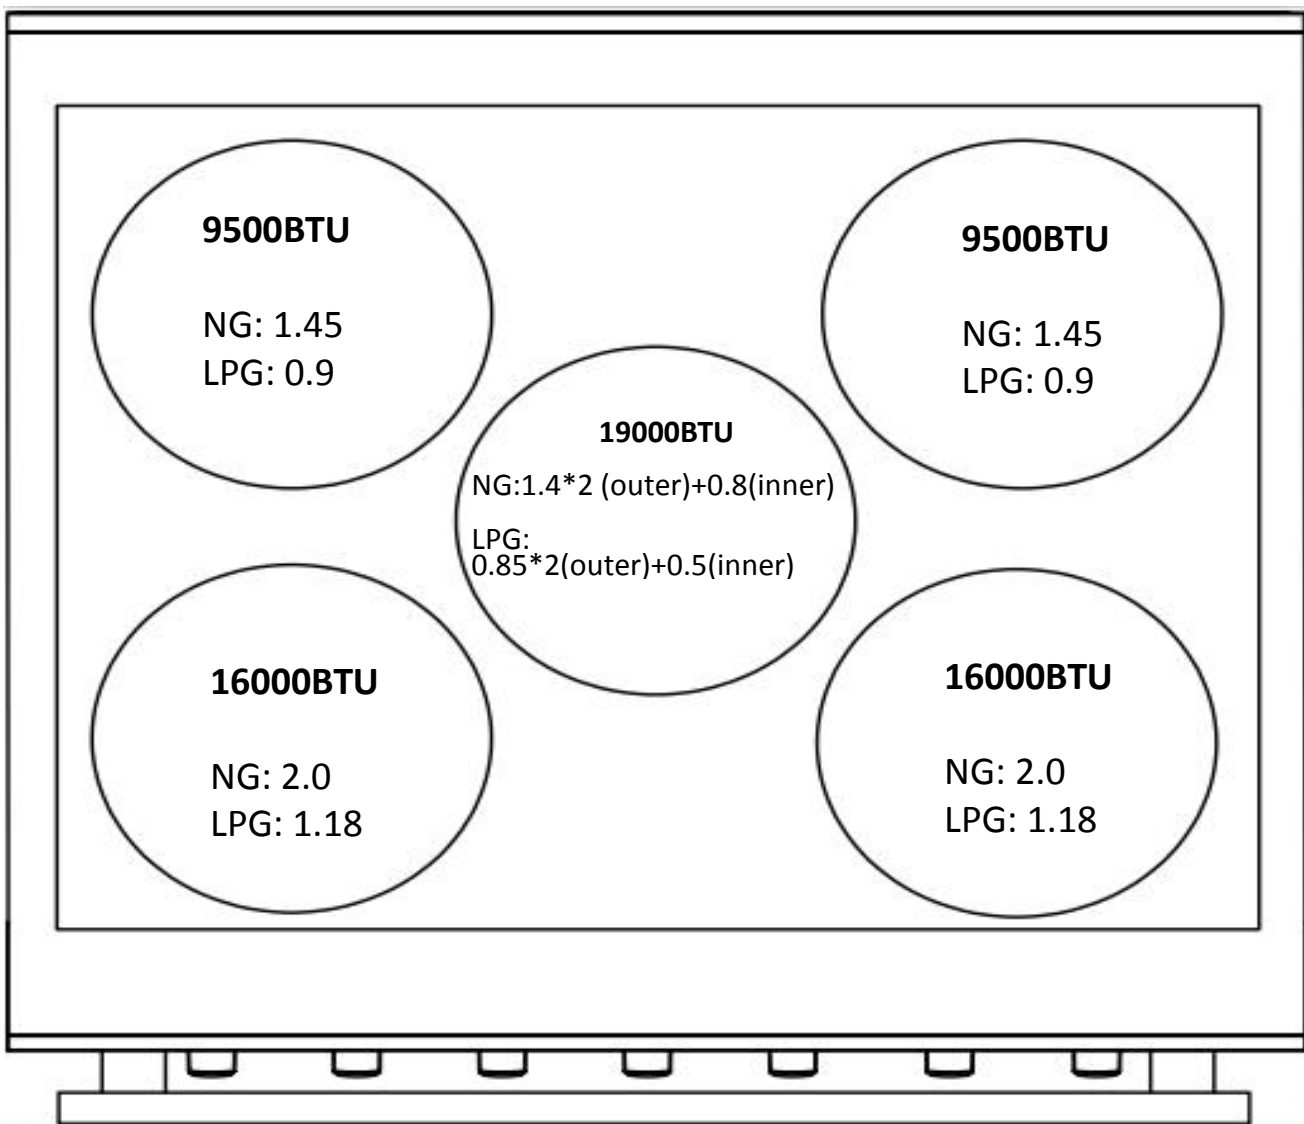 9500BTU
NG: 1.45
LPG: 0.9
9500BTU
NG: 1.45
LPG: 0.9
19000BTU
NG:1.4*2 (outer)+0.8(inner)
LPG:
0.85*2(outer)+0.5(inner)
16000BTU
NG: 2.0
LPG: 1.18
16000BTU
NG: 2.0
LPG: 1.18